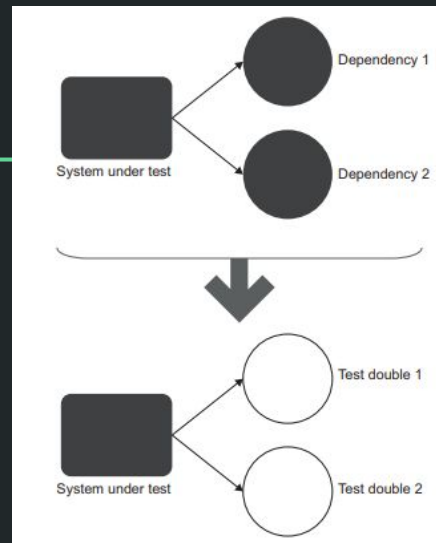 Dependency 1
System under test
Dependency 2
Test double 1
System under test
Test double 2